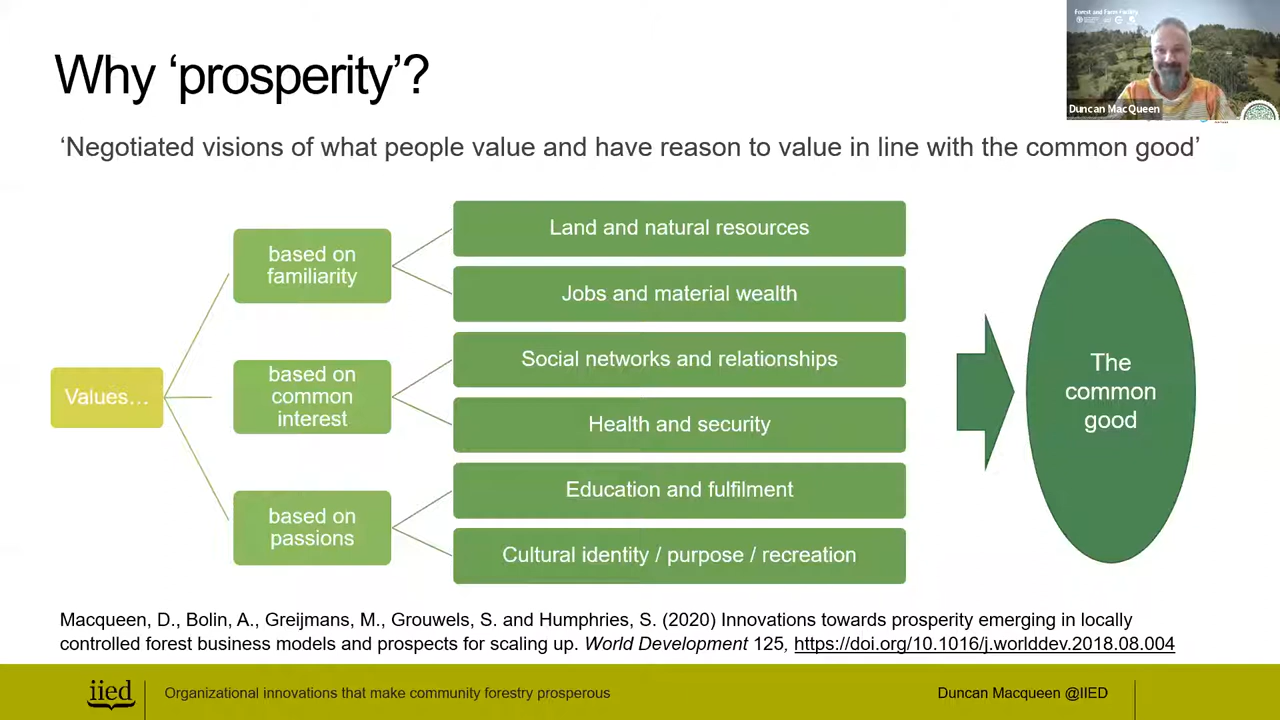 Forest and Farm Facility
Duncan MacQueen
Why ‘prosperity’?
‘Negotiated visions of what people value and have reason to value in line with the common good’
Values…
based on
familiarity
based on
common
interest
based on
passions
Land and natural resources
Jobs and material wealth
Social networks and relationships
Health and security
Education and fulfilment
Cultural identity / purpose / recreation
The
common
good
Macqueen, D., Bolin, A., Greijmans, M., Grouwels, S. and Humphries, S. (2020) Innovations towards prosperity emerging in locally
controlled forest business models and prospects for scaling up. World Development 125, https://doi.org/10.1016/j.worlddev.2018.08.004
iied
Organizational innovations that make community forestry prosperous
Duncan Macqueen @IIED